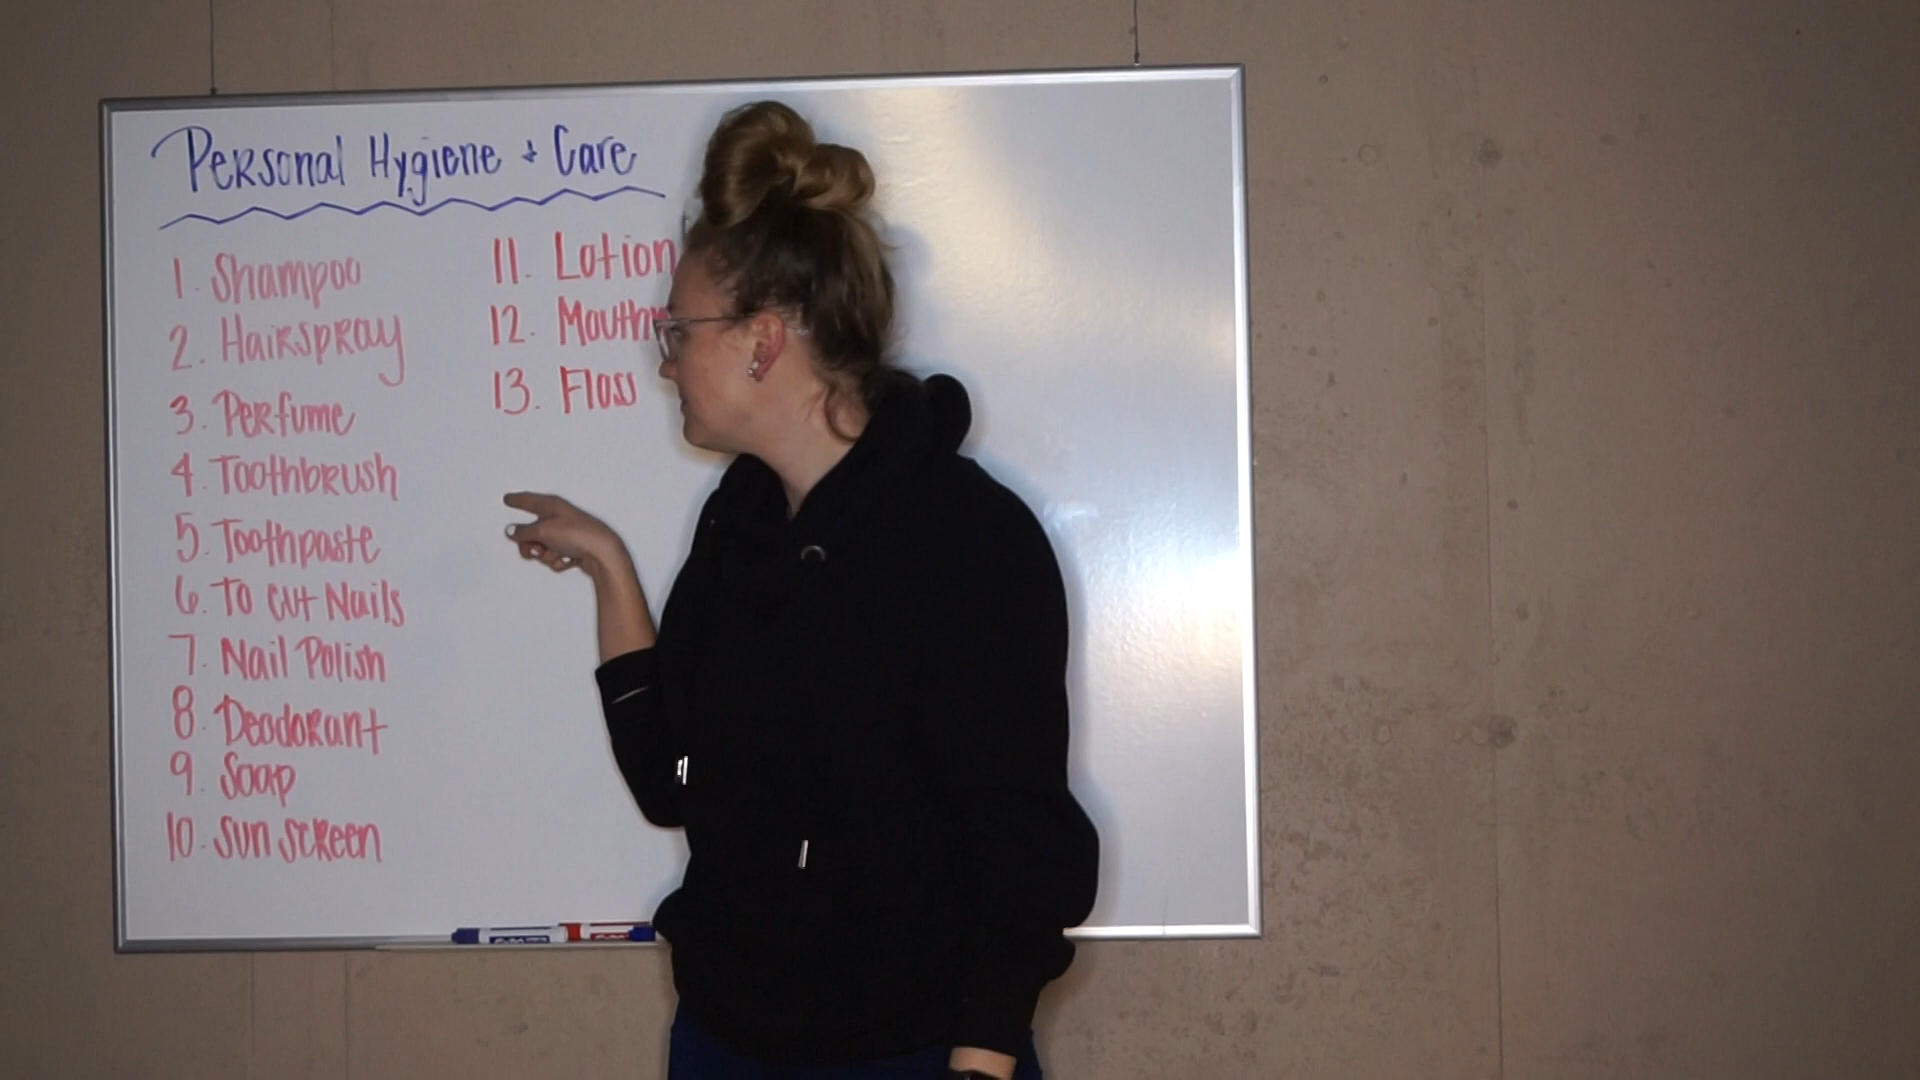 Personal Hygiene + Care
1. Shampoo
2. Hairspray
3. Perfume
4. Toothbrush
5. Toothpaste
6. To cut Nails
7. Nail Polish
8. Deodorant
9. Soap
10. Sun screen
11. Lotion
12.
13. Floss